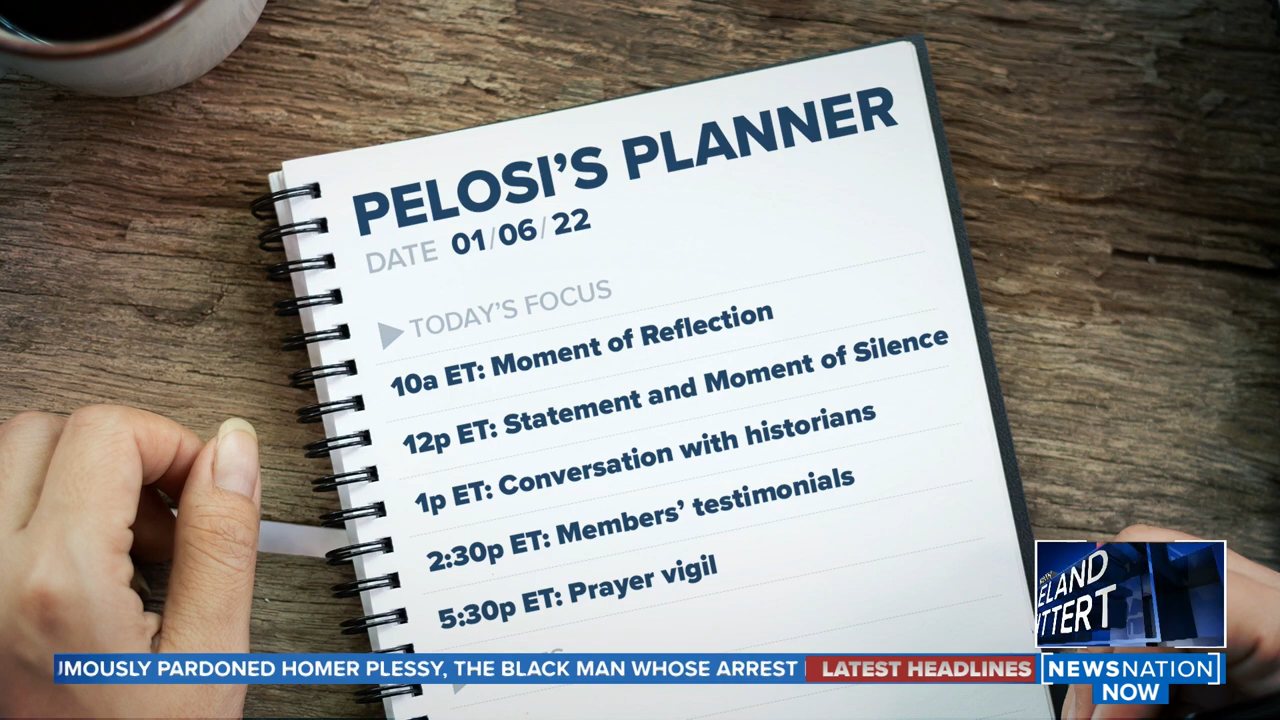 PELOSI'S PLANNER
DATE 01/06/22
▶TODAY'S FOCUS
10a ET: Moment of Reflection
12p ET: Statement and Moment of Silence
1p ET: Conversation with historians
2:30p ET: Members' testimonials
5:30p ET: Prayer vigil
ELAND
TTERT
UMOUSLY PARDONED HOMER PLESSY, THE BLACK MAN WHOSE ARREST
LATEST HEADLINES
NEWSNATION
NOW